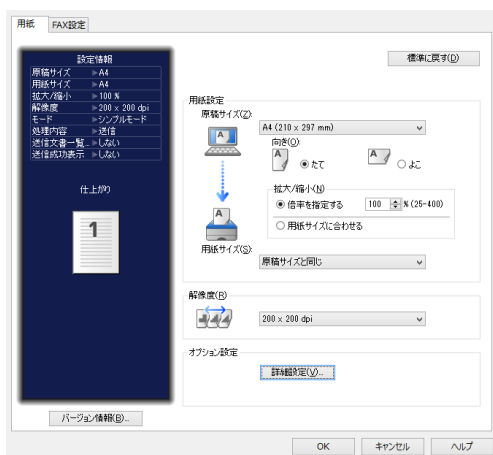 用紙 FAX設定
設定情報
原稿サイズ ▶A4
用紙サイズ ▶A4
拡大/縮小 ▶100 %
解像度 ▶200 x 200 dpi
モード ▶シンプルモード
処理内容 ▶送信
送信文書一覧... ▶しない
送信成功表示 ▶しない
仕上がり
1
バージョン情報(B)...
標準に戻す(D)
用紙設定
原稿サイズ(Z):
A4 (210 x 297 mm)
向き(O):
A たて A よこ
拡大/縮小(N)
倍率を指定する 100 % (25-400)
用紙サイズに合わせる
A
A
用紙サイズ(S):
原稿サイズと同じ
解像度(R)
200 x 200 dpi
オプション設定
詳細設定(V)...
OK キャンセル ヘルプ